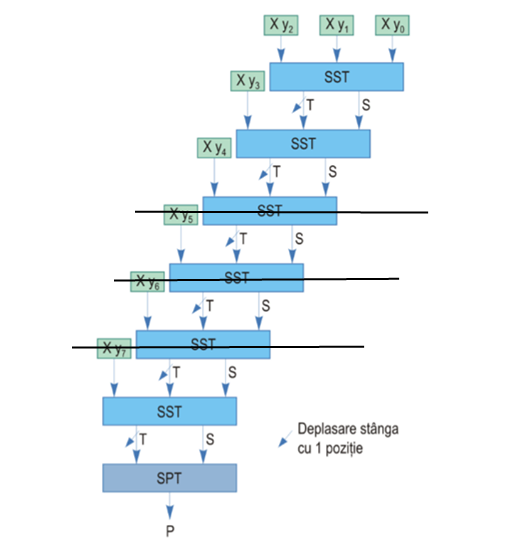 X y₂ X y₁ X y₀
SST
X y₃
T S
SST
X y₄
T S
SST
X y₅
T S
SST
X y₆
T S
SST
X y₇
T S
SST
Deplasare stânga
cu 1 poziție
T S
SPT
P